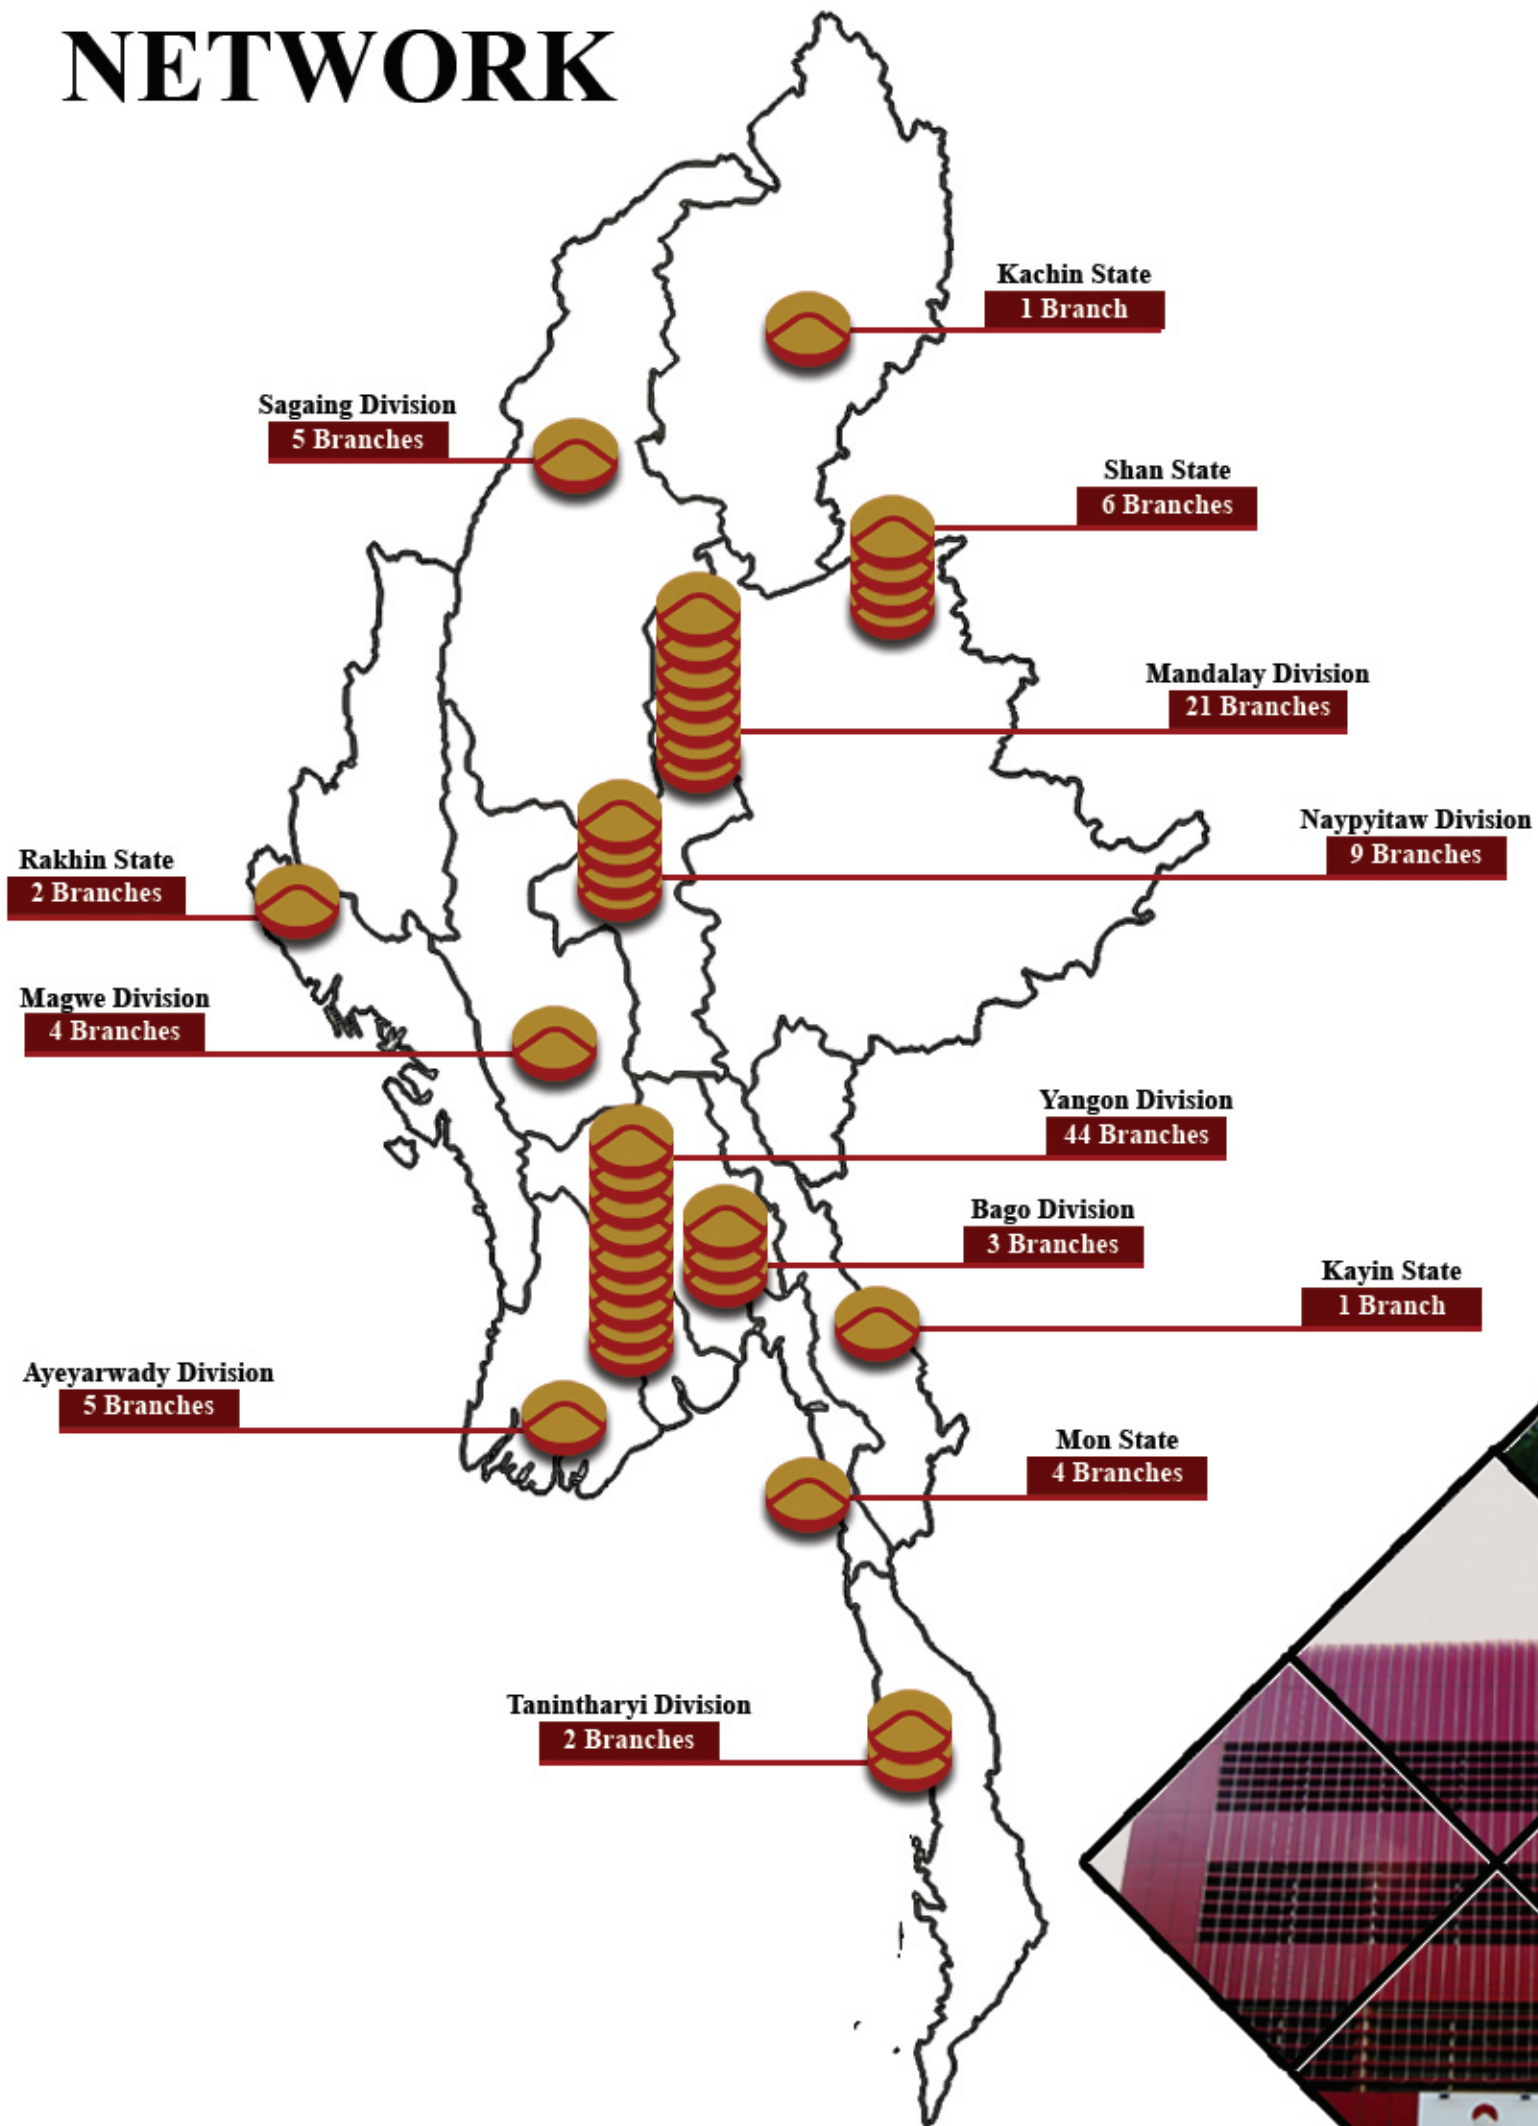 NETWORK
Kachin State
1 Branch
Sagaing Division
5 Branches
Shan State
6 Branches
Mandalay Division
21 Branches
Naypyitaw Division
9 Branches
Rakhin State
2 Branches
Magwe Division
4 Branches
Yangon Division
44 Branches
Bago Division
3 Branches
Kayin State
1 Branch
Ayeyarwady Division
5 Branches
Mon State
4 Branches
Tanintharyi Division
2 Branches